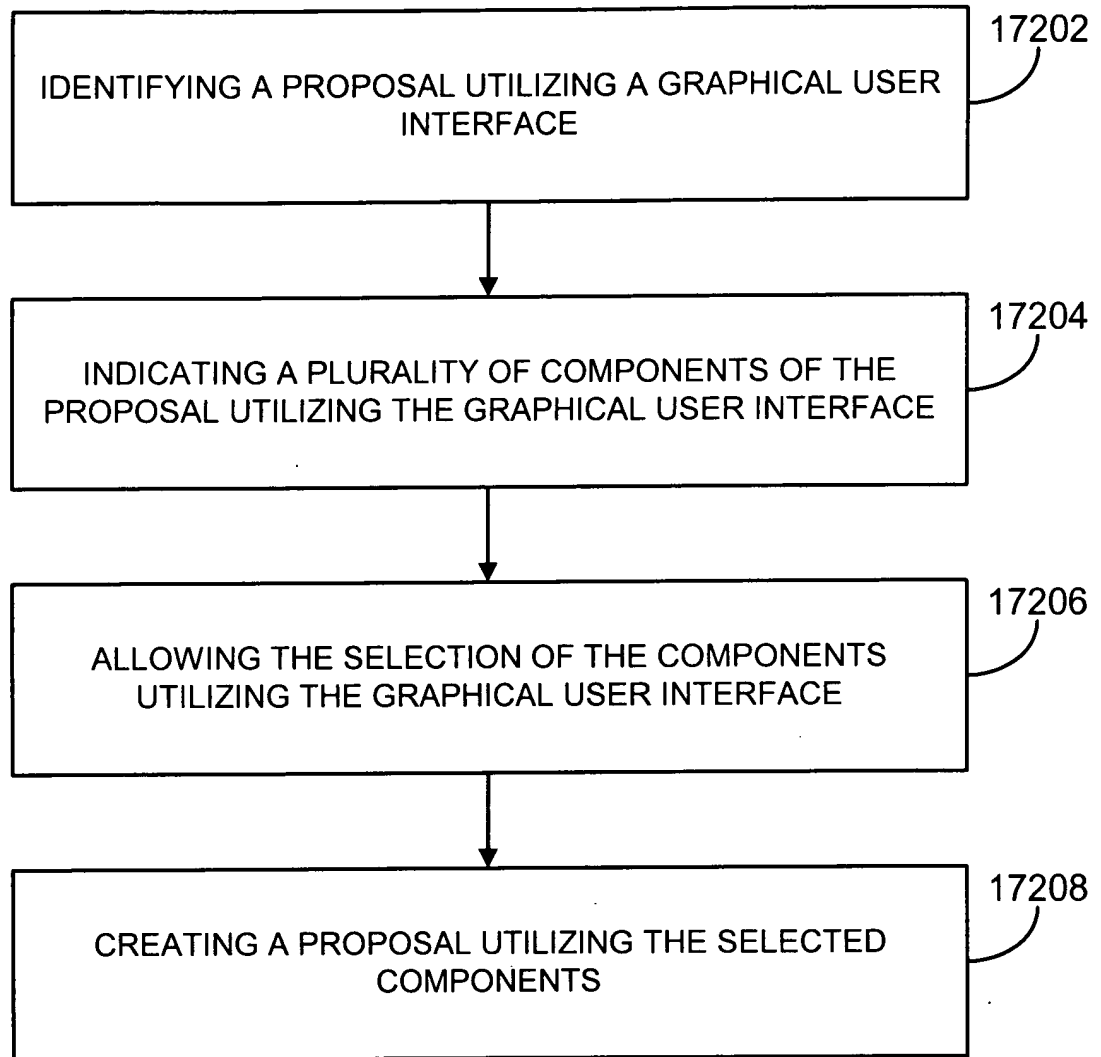 17202
IDENTIFYING A PROPOSAL UTILIZING A GRAPHICAL USER
INTERFACE
17204
INDICATING A PLURALITY OF COMPONENTS OF THE
PROPOSAL UTILIZING THE GRAPHICAL USER INTERFACE
17206
ALLOWING THE SELECTION OF THE COMPONENTS
UTILIZING THE GRAPHICAL USER INTERFACE
17208
CREATING A PROPOSAL UTILIZING THE SELECTED
COMPONENTS